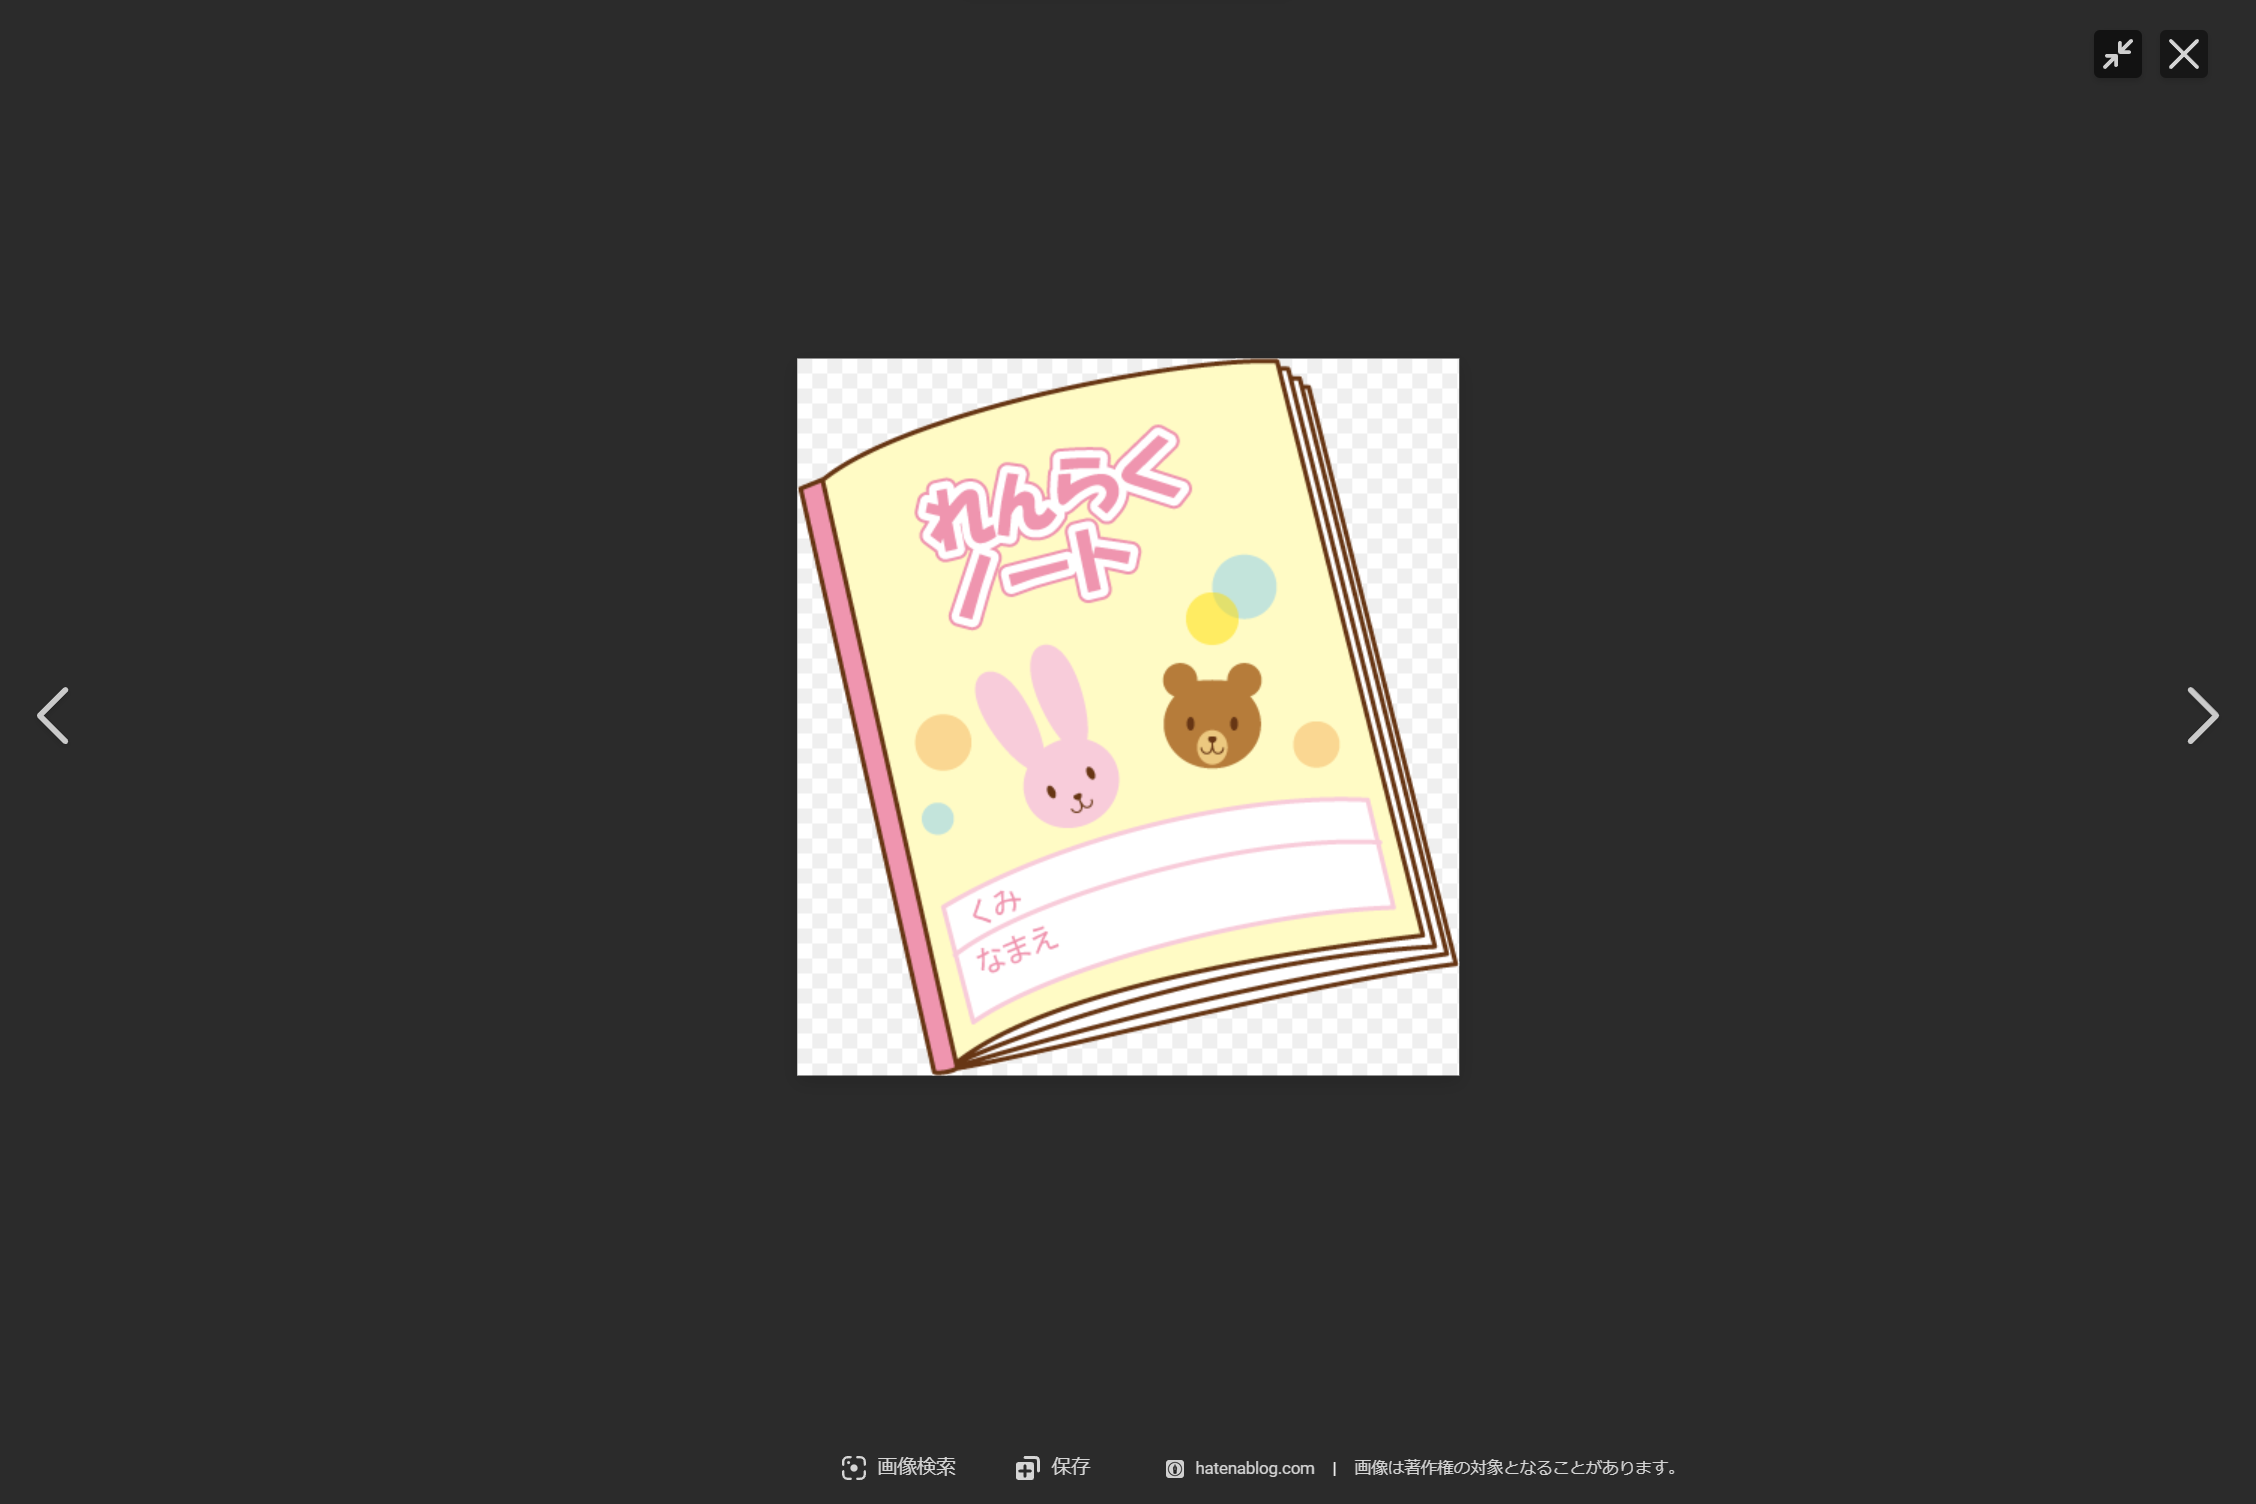 れんらく
ノート
くみ
なまえ
画像検索
保存
hatenablog.com | 画像は著作権の対象となることがあります。